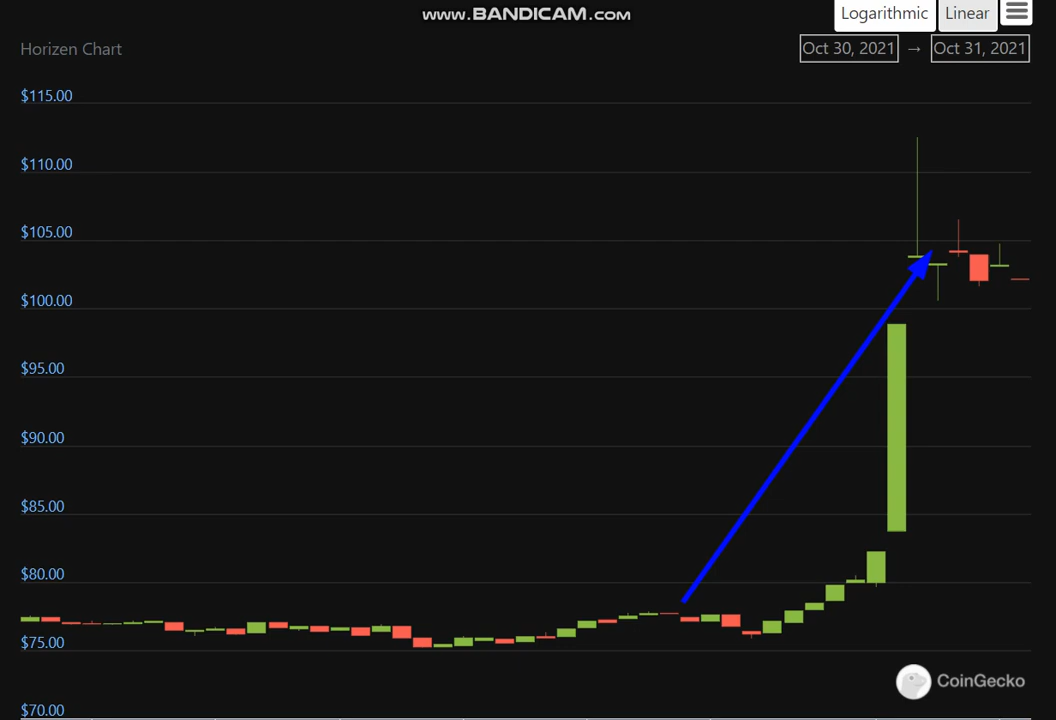 www.BANDICAM.com
Logarithmic Linear
Horizen Chart
Oct 30, 2021 → Oct 31, 2021
$115.00
$110.00
$105.00
$100.00
$95.00
$90.00
$85.00
$80.00
$75.00
$70.00
CoinGecko